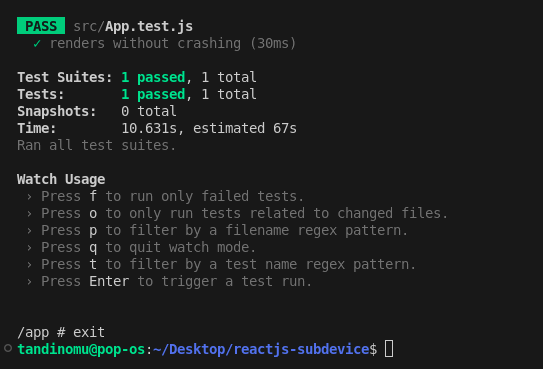 PASS src/App.test.js
✓ renders without crashing (30ms)
Test Suites: 1 passed, 1 total
Tests: 1 passed, 1 total
Snapshots: 0 total
Time: 10.631s, estimated 67s
Ran all test suites.
Watch Usage
› Press f to run only failed tests.
› Press o to only run tests related to changed files.
› Press p to filter by a filename regex pattern.
› Press q to quit watch mode.
› Press t to filter by a test name regex pattern.
› Press Enter to trigger a test run.
/app # exit
tandinomu@pop-os:~/Desktop/reactjs-subdevice$